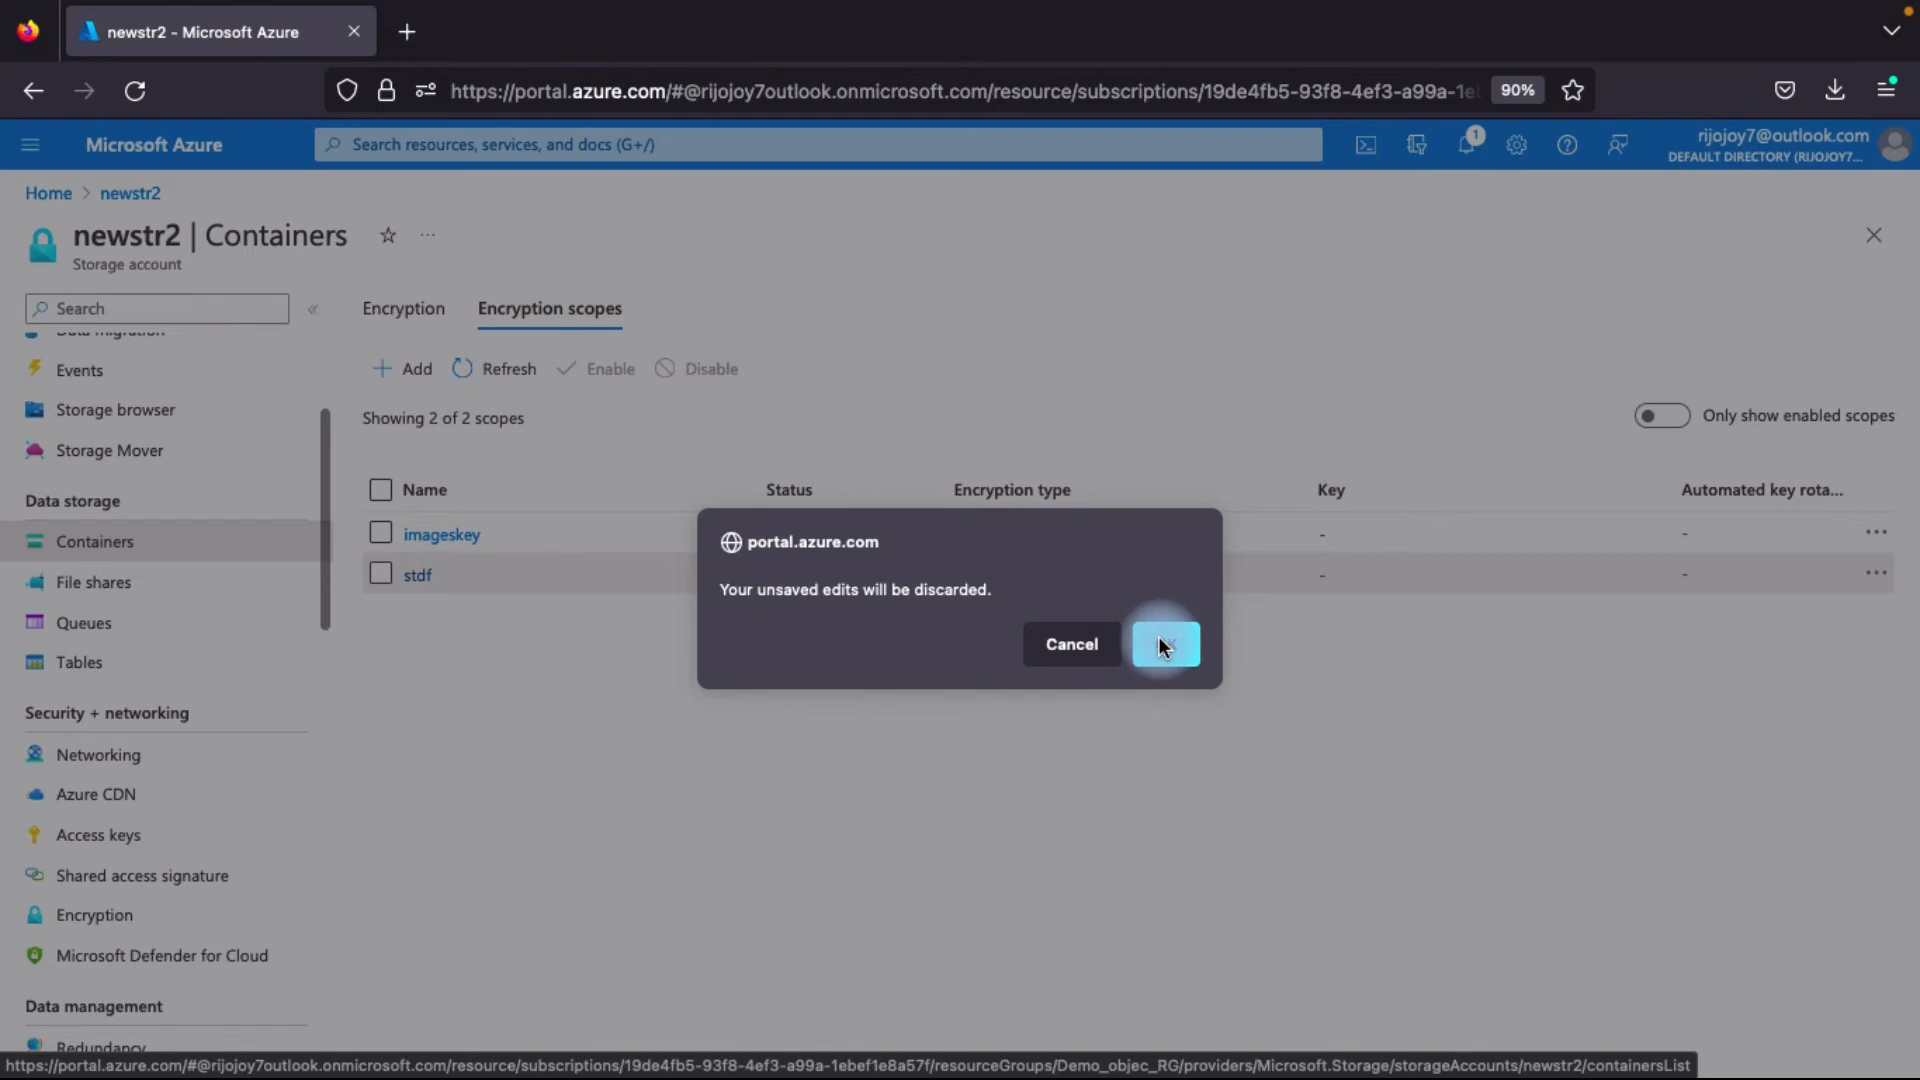 newstr2 - Microsoft Azure
https://portal.azure.com/#@rijojoy7outlook.onmicrosoft.com/resource/subscriptions/19de4fb5-93f8-4ef3-a99a-1e
90%
Microsoft Azure
Search resources, services, and docs (G+/)
1
rijojoy7@outlook.com
DEFAULT DIRECTORY (RIJOJOY7...
Home > newstr2
newstr2 | Containers
Storage account
Search
Encryption
Encryption scopes
Data migration
Events
Storage browser
Storage Mover
Data storage
Containers
File shares
Queues
Tables
Security + networking
Networking
Azure CDN
Access keys
Shared access signature
Encryption
Microsoft Defender for Cloud
Data management
Redundancy
Add
Refresh
Enable
Disable
Showing 2 of 2 scopes
Only show enabled scopes
Name Status Encryption type Key Automated key rota...
imageskey - -
stdf - -
portal.azure.com
Your unsaved edits will be discarded.
Cancel
https://portal.azure.com/#@rijojoy7outlook.onmicrosoft.com/resource/subscriptions/19de4fb5-93f8-4ef3-a99a-1ebef1e8a57f/resourceGroups/Demo_objec_RG/providers/Microsoft.Storage/storageAccounts/newstr2/containersList